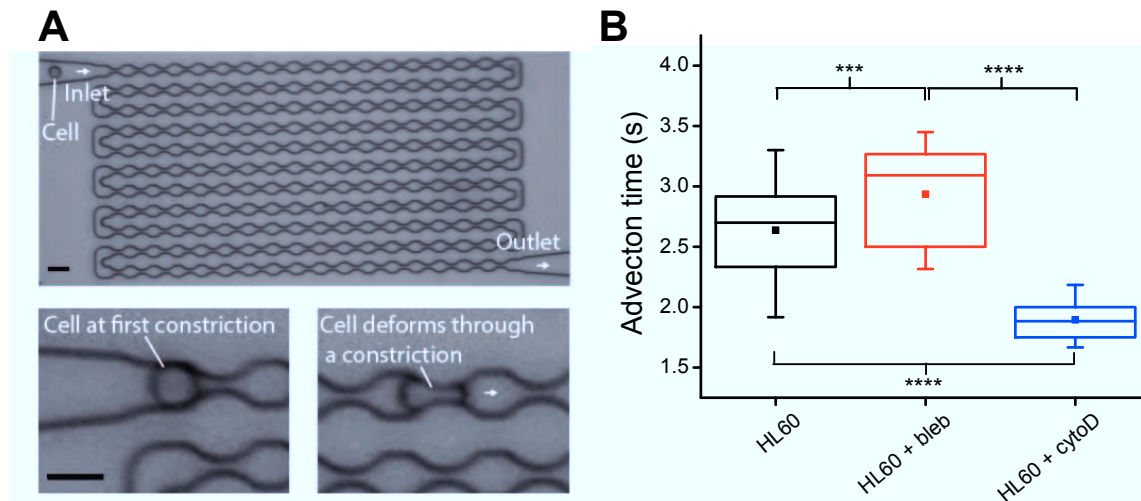 A
Inlet
Cell
Outlet
Cell at first constriction
Cell deforms through
a constriction
B
Advecton time (s)
4.0
3.5
3.0
2.5
2.0
1.5
***
****
****
HL60
HL60 + bleb
HL60 + cytoD